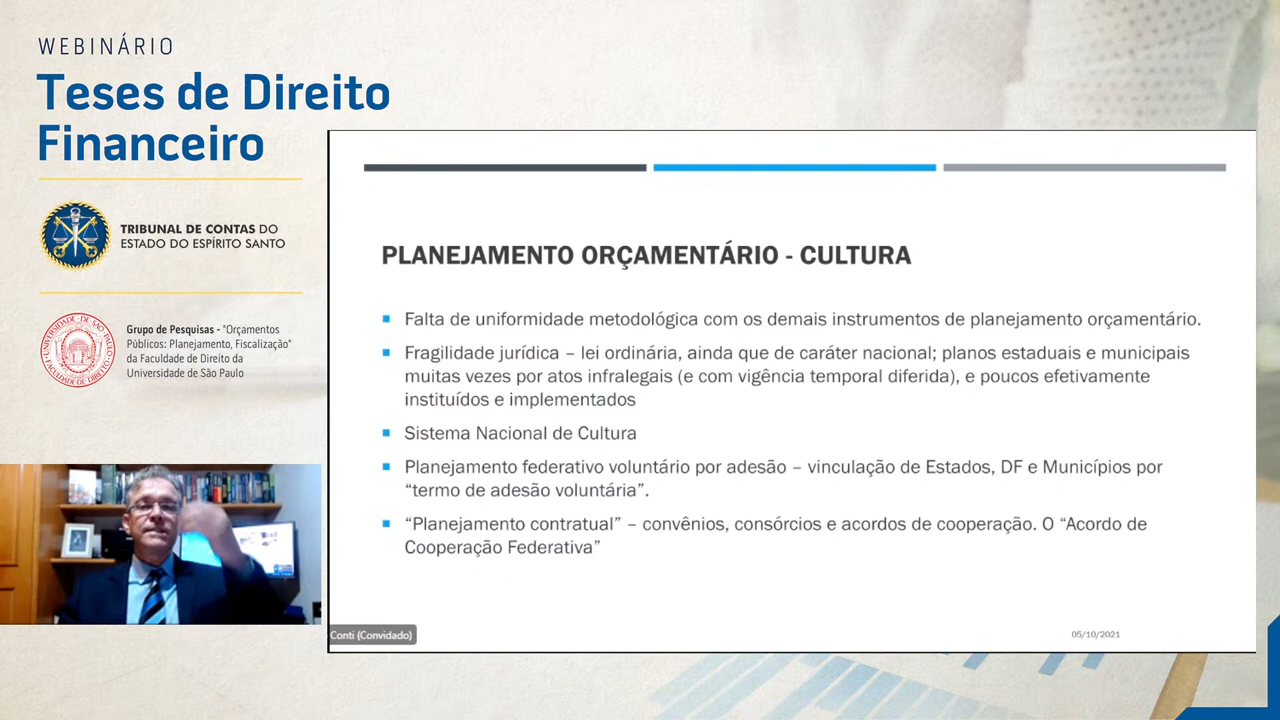 WEBINÁRIO
Teses de Direito
Financeiro
TRIBUNAL DE CONTAS DO
ESTADO DO ESPÍRITO SANTO
Grupo de Pesquisas - "Orçamentos
Públicos: Planejamento, Fiscalização"
da Faculdade de Direito da
Universidade de São Paulo
PLANEJAMENTO ORÇAMENTÁRIO - CULTURA
Falta de uniformidade metodológica com os demais instrumentos de planejamento orçamentário.
Fragilidade jurídica – lei ordinária, ainda que de caráter nacional; planos estaduais e municipais
muitas vezes por atos infralegais (e com vigência temporal diferida), e poucos efetivamente
instituídos e implementados
Sistema Nacional de Cultura
Planejamento federativo voluntário por adesão – vinculação de Estados, DF e Municípios por
“termo de adesão voluntária”.
“Planejamento contratual” – convênios, consórcios e acordos de cooperação. O “Acordo de
Cooperação Federativa”
Conti (Convidado)
05/10/2021